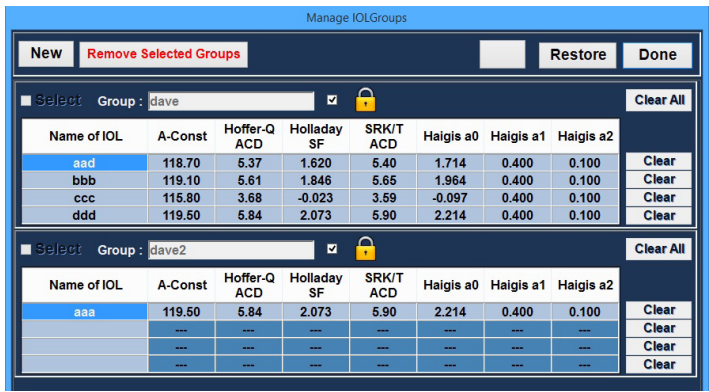 Manage IOLGroups
New Remove Selected Groups Restore Done
Select Group : dave Clear All
Name of IOL A-Const Hoffer-Q ACD Holladay SF SRK/T ACD Haigis a0 Haigis a1 Haigis a2
aad 118.70 5.37 1.620 5.40 1.714 0.400 0.100 Clear
bbb 119.10 5.61 1.846 5.65 1.964 0.400 0.100 Clear
ccc 115.80 3.68 -0.023 3.59 -0.097 0.400 0.100 Clear
ddd 119.50 5.84 2.073 5.90 2.214 0.400 0.100 Clear
Select Group : dave2 Clear All
Name of IOL A-Const Hoffer-Q ACD Holladay SF SRK/T ACD Haigis a0 Haigis a1 Haigis a2
aaa 119.50 5.84 2.073 5.90 2.214 0.400 0.100 Clear
--- --- --- --- --- --- --- Clear
--- --- --- --- --- --- --- Clear
--- --- --- --- --- --- --- Clear